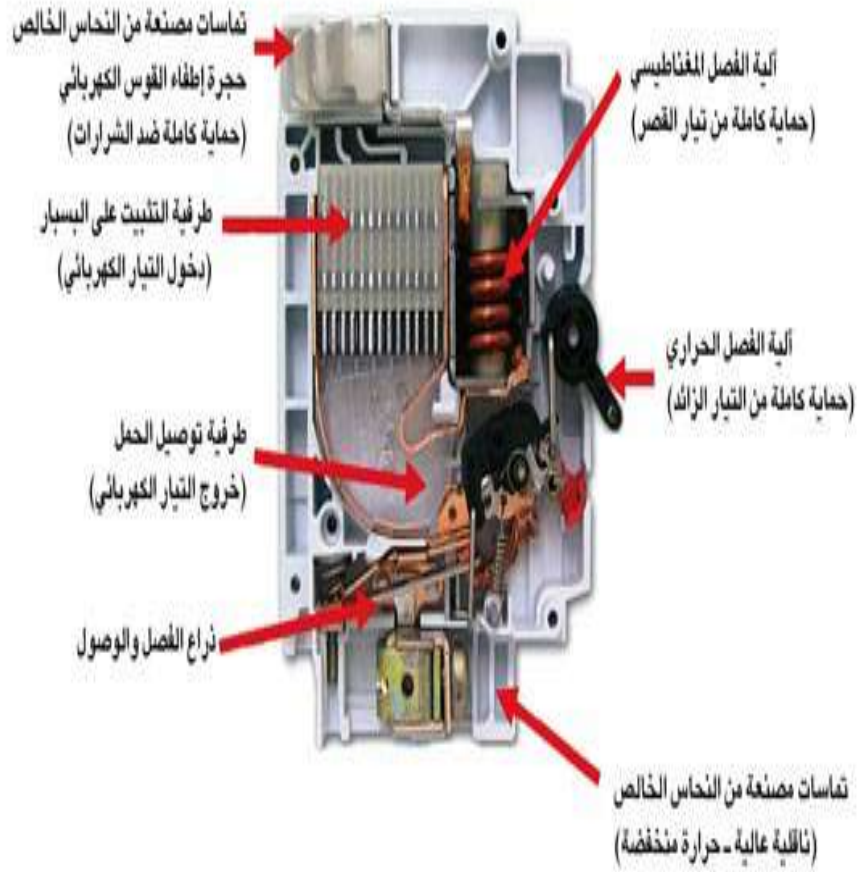 تماسات مصنعة من النحاس الخالص
حجرة إطفاء القوس الكهربائي
(حماية كاملة ضد الشرارات)
ألية الفصل المغناطيسي
(حماية كاملة من تيار القصر)
طرفية التثبيت على البسبار
(دخول التيار الكهربائي)
ألية الفصل الحراري
(حماية كاملة من التيار الزائد)
طرفية توصيل الحمل
(خروج التيار الكهربائي)
ذراع الفصل والوصول
تماسات مصنعة من النحاس الخالص
(ناقلية عالية - حرارة منخفضة)